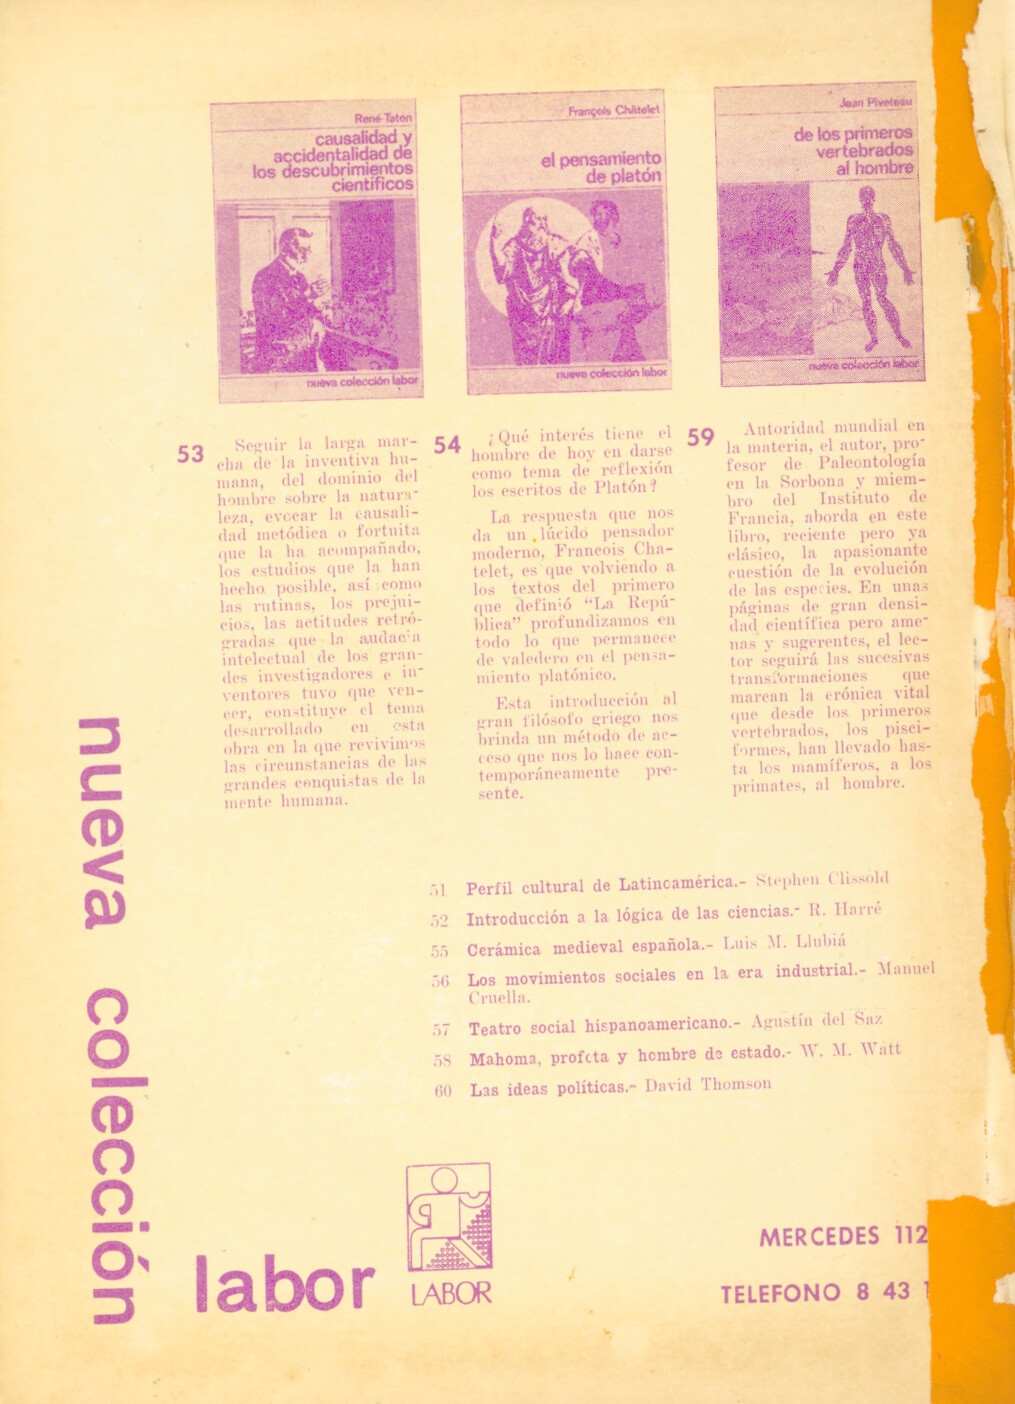 René Taton
causalidad y
accidentalidad de
los descubrimientos
científicos
nueva colección labor
François Châtelet
el pensamiento
de platón
nueva colección labor
Jean Piveteau
de los primeros
vertebrados
al hombre
nueva colección labor
53
Seguir la larga mar-
cha de la inventiva hu-
mana, del dominio del
hombre sobre la natura-
leza, evocar la causali-
dad metódica o fortuita
que la ha acompañado,
los estudios que la han
hecho posible, así como
las rutinas, los prejui-
cios, las actitudes retró-
gradas que la audacia
intelectual de los gran-
des investigadores e in-
ventores tuvo que ven-
cer, constituye el tema
desarrollado en esta
obra en la que revivimos
las circunstancias de las
grandes conquistas de la
mente humana.
54
¿Qué interés tiene el
hombre de hoy en darse
como tema de reflexión
los escritos de Platón?
La respuesta que nos
da un lúcido pensador
moderno, Francois Cha-
telet, es que volviendo a
los textos del primero
que definió "La Repú-
blica" profundizamos en
todo lo que permanece
de valedero en el pensa-
miento platónico.
Esta introducción al
gran filósofo griego nos
brinda un método de ac-
ceso que nos lo hace con-
temporáneamente pre-
sente.
59
Autoridad mundial en
la materia, el autor, pro-
fesor de Paleontología
en la Sorbona y miem-
bro del Instituto de
Francia, aborda en este
libro, reciente pero ya
clásico, la apasionante
cuestión de la evolución
de las especies. En unas
páginas de gran densi-
dad científica pero ame-
nas y sugerentes, el lec-
tor seguirá las sucesivas
transformaciones que
marcan la crónica vital
que desde los primeros
vertebrados, los pisci-
formes, han llevado has-
ta los mamíferos, a los
primates, al hombre.
51 Perfil cultural de Latincamérica.- Stephen Clissold
52 Introducción a la lógica de las ciencias.- R. Harré
55 Cerámica medieval española.- Luis M. Llubiá
56 Los movimientos sociales en la era industrial.- Manuel
Cruella.
57 Teatro social hispanoamericano.- Agustín del Saz
58 Mahoma, profeta y hombre de estado.- W. M. Watt
60 Las ideas políticas.- David Thomson
nueva colección
labor
LABOR
MERCEDES 112
TELEFONO 8 43 1